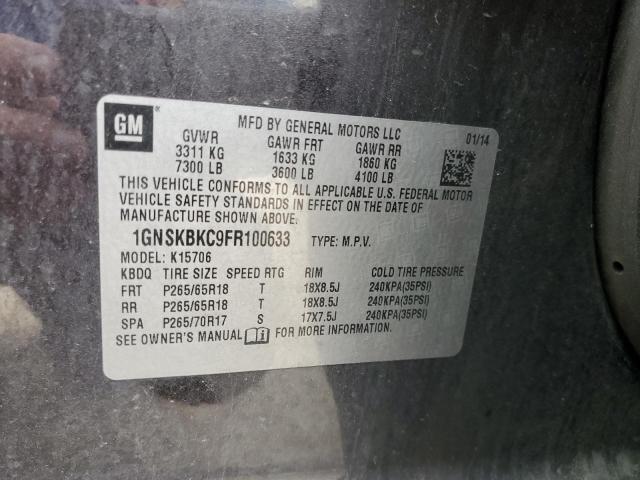 GM ®
MFD BY GENERAL MOTORS LLC 01/14
GVWR GAWR FRT GAWR RR
3311 KG 1633 KG 1860 KG
7300 LB 3600 LB 4100 LB
THIS VEHICLE CONFORMS TO ALL APPLICABLE U.S. FEDERAL MOTOR
VEHICLE SAFETY STANDARDS IN EFFECT ON THE DATE OF
MANUFACTURE SHOWN ABOVE.
1GNSKBKC9FR100633 TYPE: M.P.V.
MODEL: K15706
KBDQ TIRE SIZE SPEED RTG RIM COLD TIRE PRESSURE
FRT P265/65R18 T 18X8.5J 240KPA(35PSI)
RR P265/65R18 T 18X8.5J 240KPA(35PSI)
SPA P265/70R17 S 17X7.5J 240KPA(35PSI)
SEE OWNER'S MANUAL i FOR MORE INFORMATION.